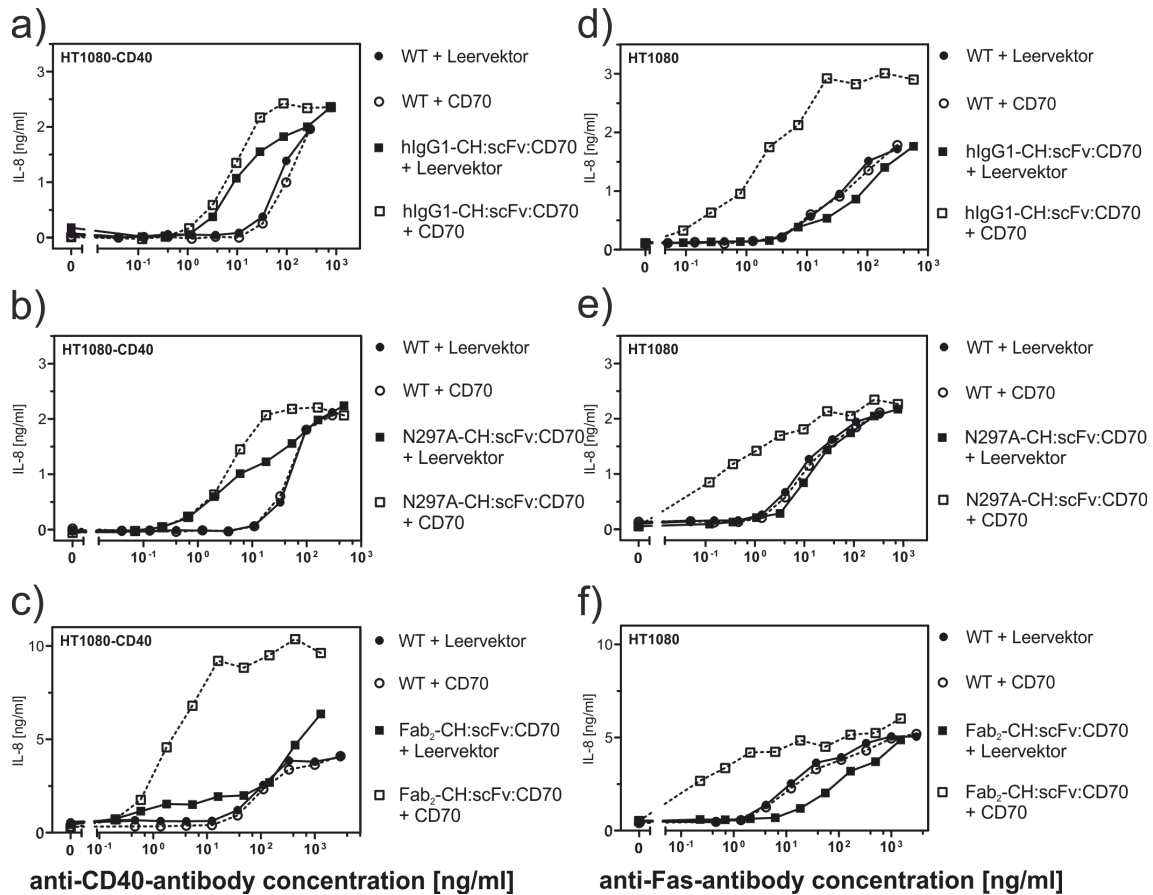 a)
HT1080-CD40
IL-8 [ng/ml]
3
2
1
0
0
10⁻¹
10⁰
10¹
10²
10³
WT + Leervektor
WT + CD70
hIgG1-CH:scFv:CD70
+ Leervektor
hIgG1-CH:scFv:CD70
+ CD70
d)
HT1080
IL-8 [ng/ml]
3
2
1
0
0
10⁻¹
10⁰
10¹
10²
10³
WT + Leervektor
WT + CD70
hIgG1-CH:scFv:CD70
+ Leervektor
hIgG1-CH:scFv:CD70
+ CD70
b)
HT1080-CD40
IL-8 [ng/ml]
3
2
1
0
0
10⁻¹
10⁰
10¹
10²
10³
WT + Leervektor
WT + CD70
N297A-CH:scFv:CD70
+ Leervektor
N297A-CH:scFv:CD70
+ CD70
e)
HT1080
IL-8 [ng/ml]
3
2
1
0
0
10⁻¹
10⁰
10¹
10²
10³
WT + Leervektor
WT + CD70
N297A-CH:scFv:CD70
+ Leervektor
N297A-CH:scFv:CD70
+ CD70
c)
HT1080-CD40
IL-8 [ng/ml]
10
5
0
0
10⁻¹
10⁰
10¹
10²
10³
WT + Leervektor
WT + CD70
Fab₂-CH:scFv:CD70
+ Leervektor
Fab₂-CH:scFv:CD70
+ CD70
f)
HT1080
IL-8 [ng/ml]
10
5
0
0
10⁻¹
10⁰
10¹
10²
10³
WT + Leervektor
WT + CD70
Fab₂-CH:scFv:CD70
+ Leervektor
Fab₂-CH:scFv:CD70
+ CD70
anti-CD40-antibody concentration [ng/ml]
anti-Fas-antibody concentration [ng/ml]